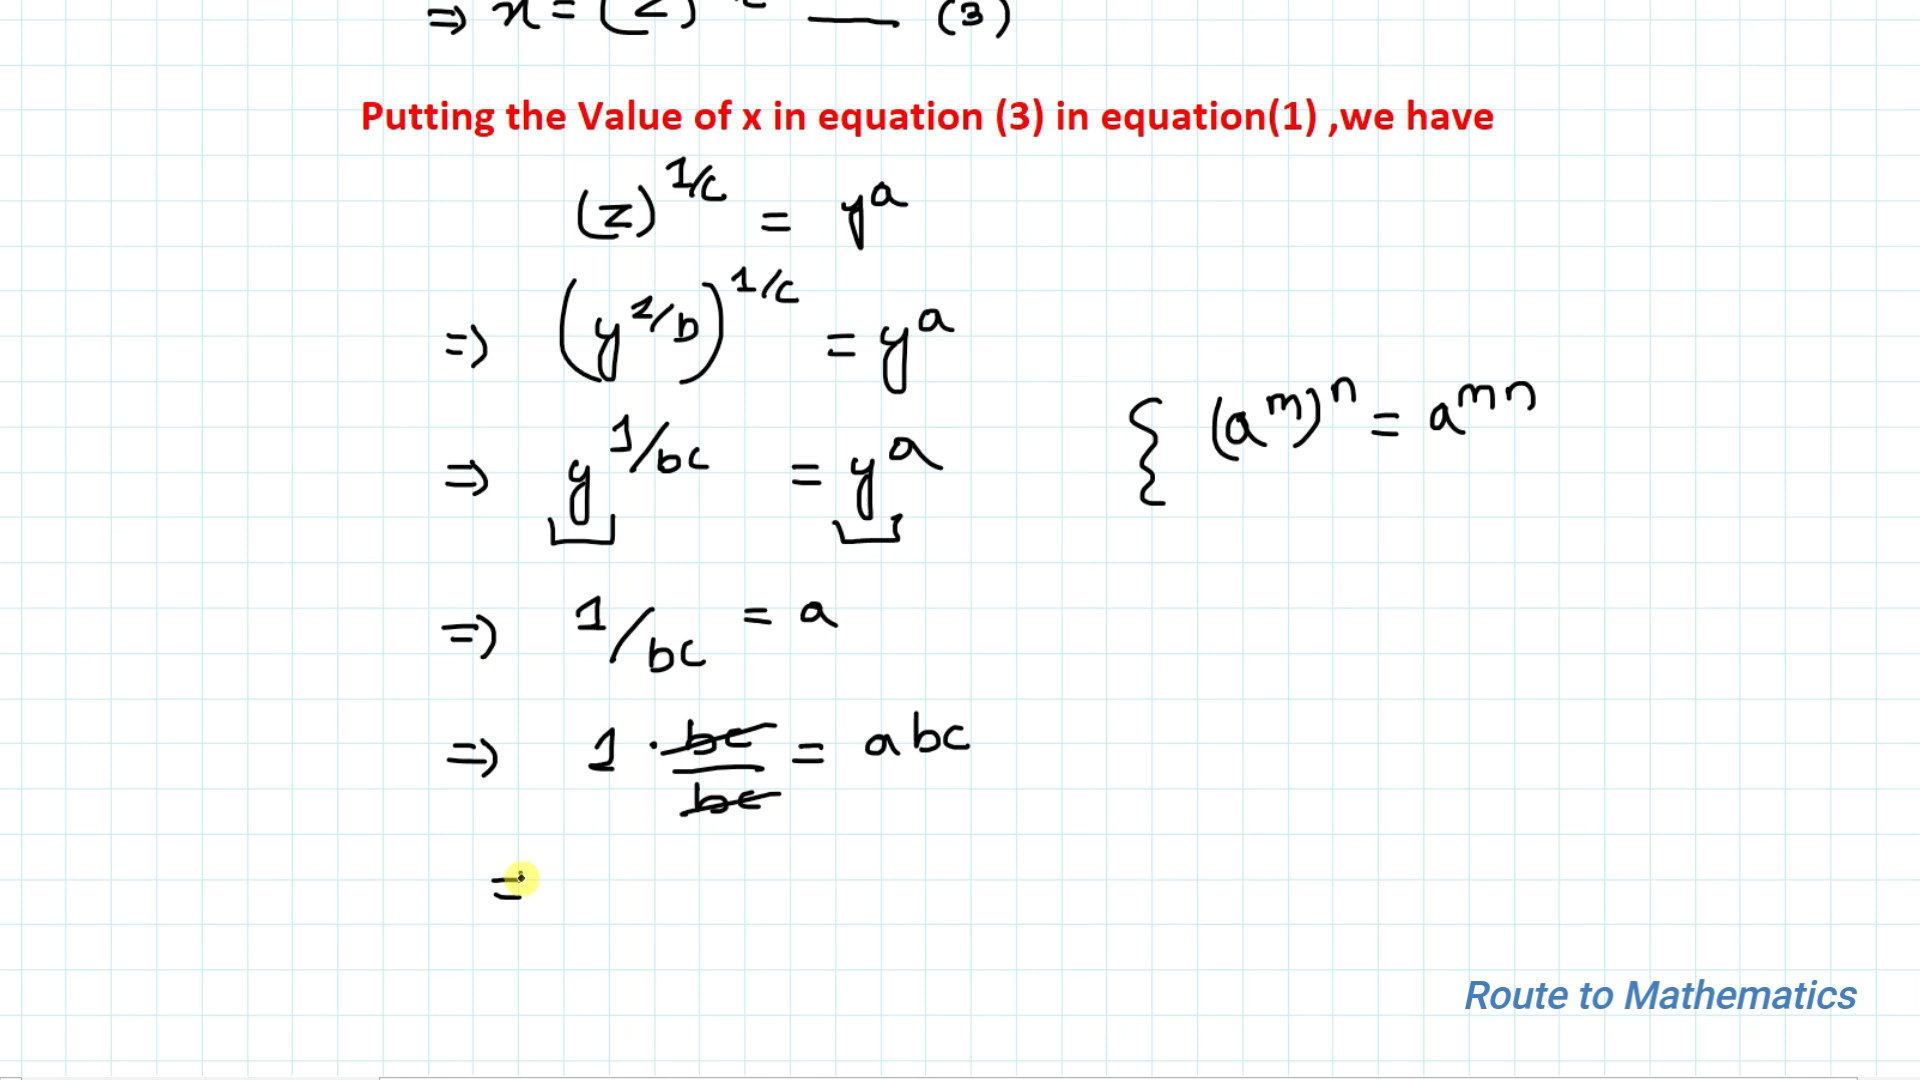 ⇒ x = (z) — (3)
Putting the Value of x in equation (3) in equation(1) ,we have
(z)^1/c = y^a
⇒ (y^1/b)^1/c = y^a
⇒ y^1/bc = y^a
{ (a^m)^n = a^mn
⇒ 1/bc = a
⇒ 1 · bc/bc = abc
=
Route to Mathematics